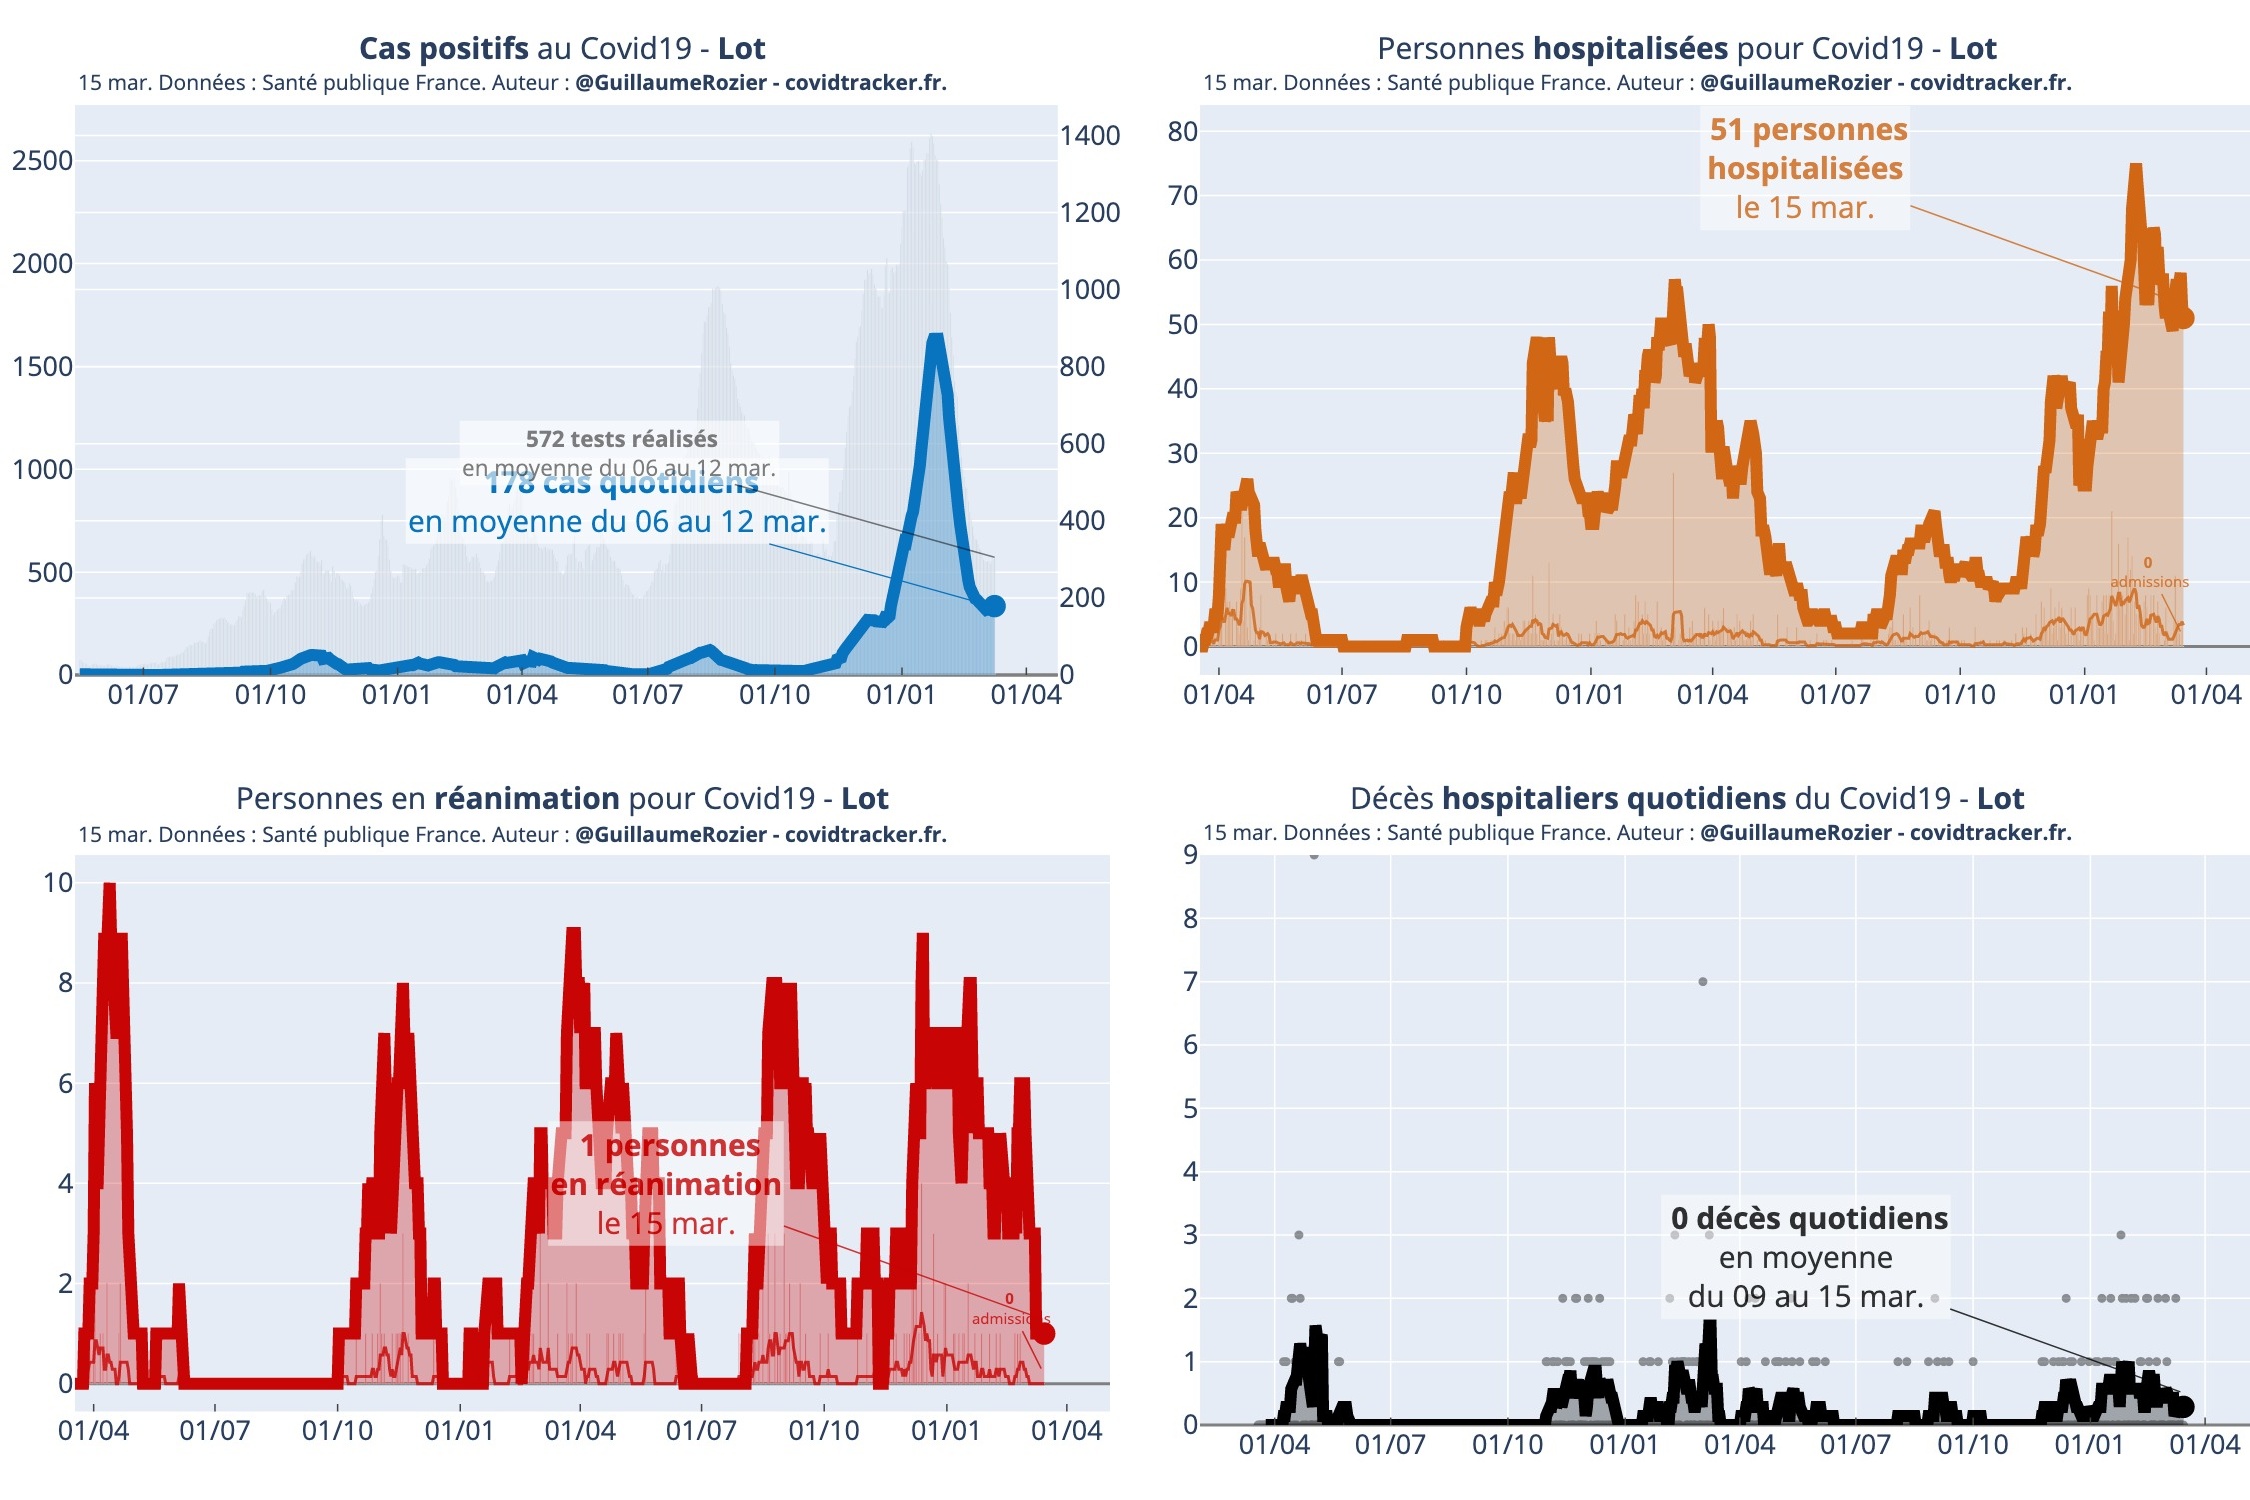 Cas positifs au Covid19 - Lot
15 mar. Données : Santé publique France. Auteur : @GuillaumeRozier - covidtracker.fr.
2500
2000
1500
1000
500
0
1400
1200
1000
800
600
400
200
0
572 tests réalisés
en moyenne du 06 au 12 mar.
178 cas quotidiens
en moyenne du 06 au 12 mar.
01/07 01/10 01/01 01/04 01/07 01/10 01/01 01/04
Personnes hospitalisées pour Covid19 - Lot
15 mar. Données : Santé publique France. Auteur : @GuillaumeRozier - covidtracker.fr.
80
70
60
50
40
30
20
10
0
51 personnes
hospitalisées
le 15 mar.
0
admissions
01/04 01/07 01/10 01/01 01/04 01/07 01/10 01/01 01/04
Personnes en réanimation pour Covid19 - Lot
15 mar. Données : Santé publique France. Auteur : @GuillaumeRozier - covidtracker.fr.
10
8
6
4
2
0
1 personnes
en réanimation
le 15 mar.
0
admissions
01/04 01/07 01/10 01/01 01/04 01/07 01/10 01/01 01/04
Décès hospitaliers quotidiens du Covid19 - Lot
15 mar. Données : Santé publique France. Auteur : @GuillaumeRozier - covidtracker.fr.
9
8
7
6
5
4
3
2
1
0
0 décès quotidiens
en moyenne
du 09 au 15 mar.
01/04 01/07 01/10 01/01 01/04 01/07 01/10 01/01 01/04